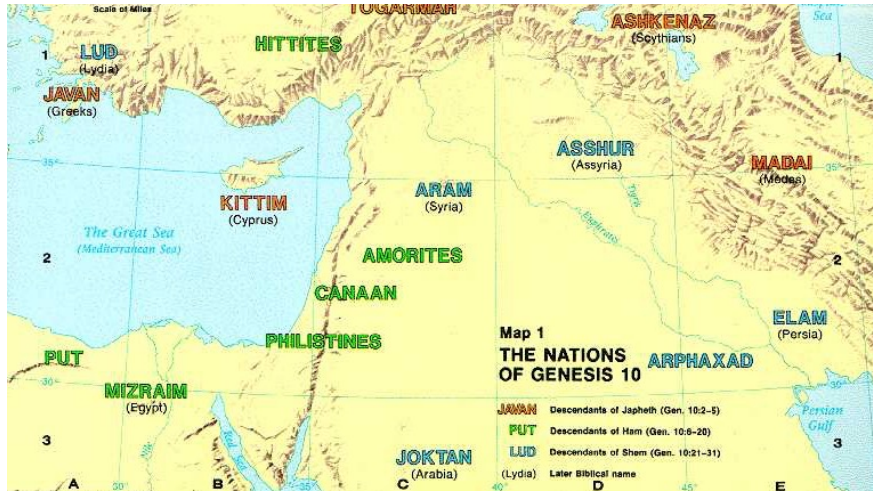 Scale of Miles
TOGARMAH
ASHKENAZ
(Scythians)
Sea
1
LUD
(Lydia)
HITTITES
1
JAVAN
(Greeks)
35°
35°
ASSHUR
(Assyria)
MADAI
(Medes)
KITTIM
(Cyprus)
ARAM
(Syria)
Tigris
Euphrates
The Great Sea
(Mediterranean Sea)
2
AMORITES
2
CANAAN
ELAM
(Persia)
PHILISTINES
Map 1
THE NATIONS
OF GENESIS 10
ARPHAXAD
PUT
30°
30°
MIZRAIM
(Egypt)
Persian
Gulf
JAVAN Descendants of Japheth (Gen. 10:2-5)
PUT Descendants of Ham (Gen. 10:6-20)
LUD Descendants of Shem (Gen. 10:21-31)
(Lydia) Later Biblical name
3
Nile
Red Sea
JOKTAN
(Arabia)
3
A
30°
B
35°
C
40°
D
45°
E